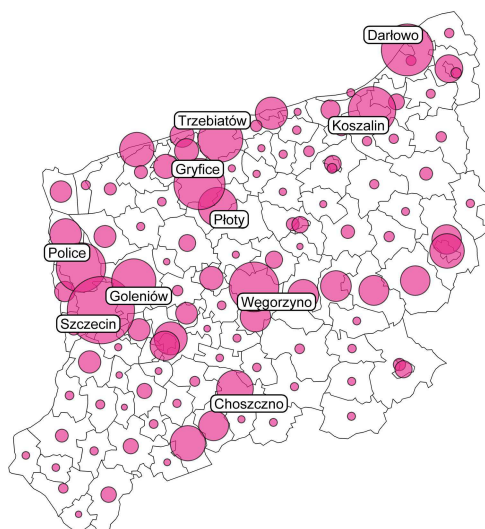 Darłowo
Trzebiatów
Koszalin
Gryfice
Płoty
Police
Goleniów
Węgorzyno
Szczecin
Choszczno